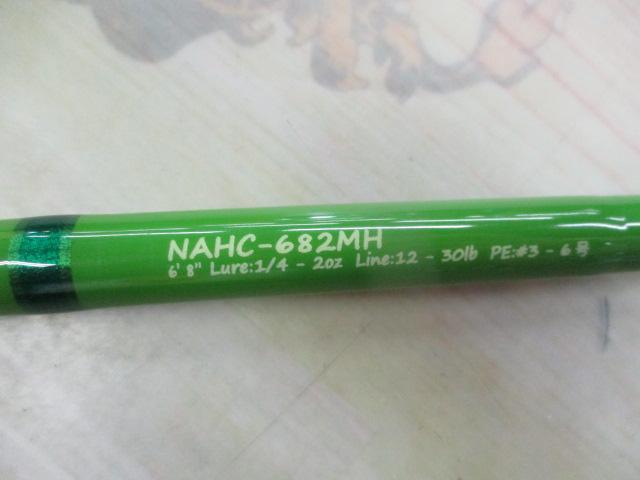 NAHC-682MH
6' 8" Lure:1/4 - 2oz Line:12 - 30lb PE:#3 - 6号